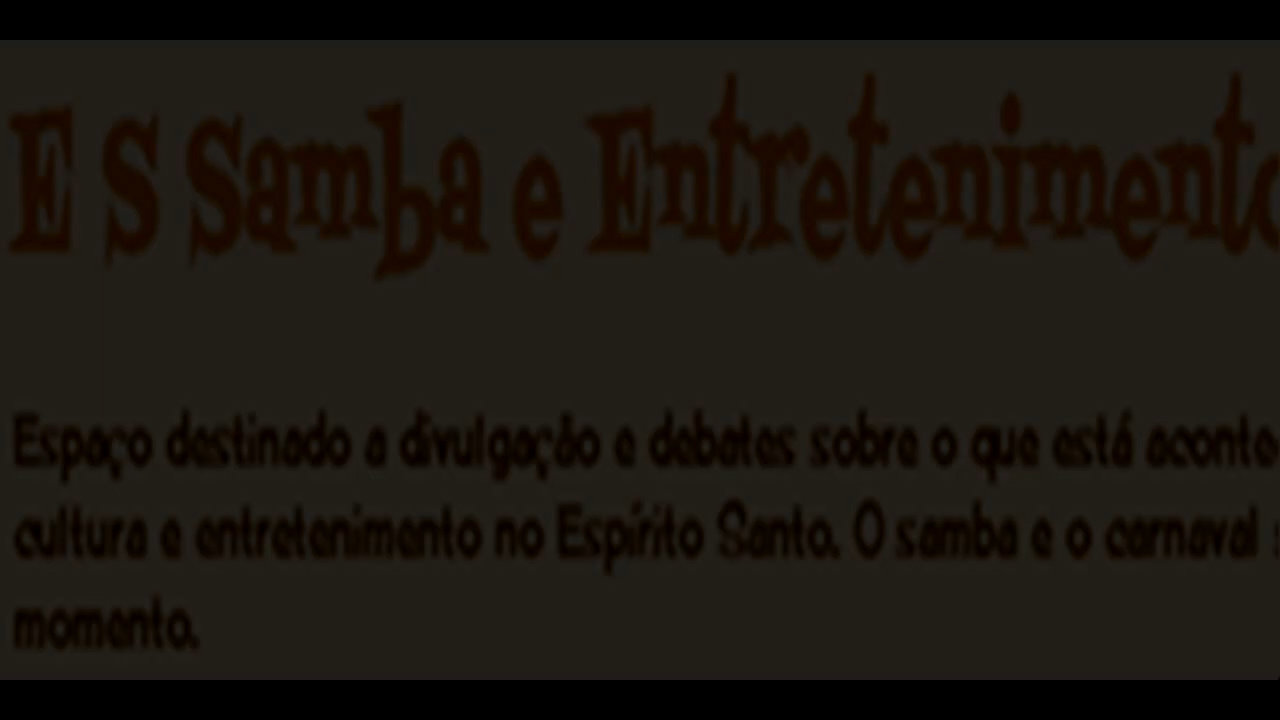 E S Samba e Entretenimento
Espaço destinado a divulgação e debates sobre o que está aconte
cultura e entretenimento no Espírito Santo. O samba e o carnaval
momento.